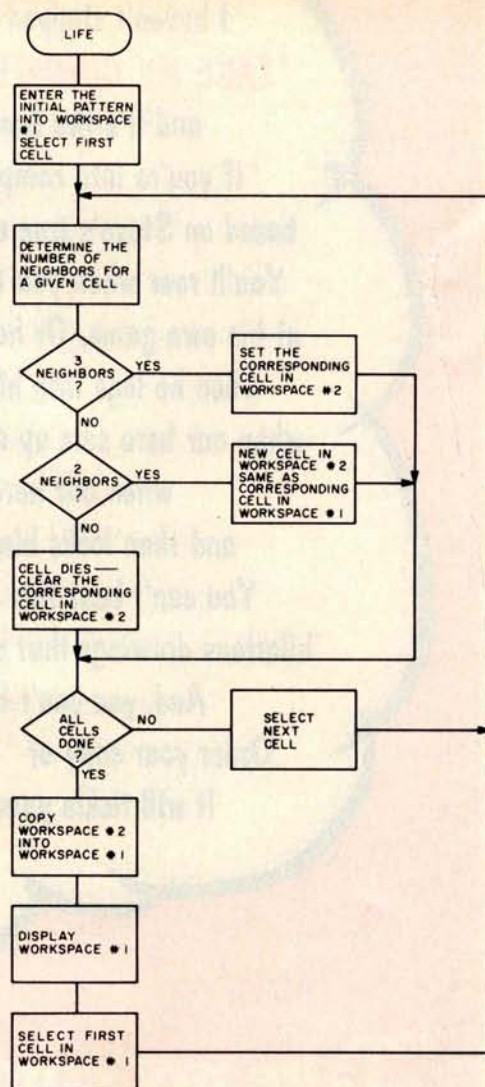 LIFE
ENTER THE
INITIAL PATTERN
INTO WORKSPACE
#1
SELECT FIRST
CELL
DETERMINE THE
NUMBER OF
NEIGHBORS FOR
A GIVEN CELL
3
NEIGHBORS
?
YES
SET THE
CORRESPONDING
CELL IN
WORKSPACE #2
NO
2
NEIGHBORS
?
YES
NEW CELL IN
WORKSPACE #2
SAME AS
CORRESPONDING
CELL IN
WORKSPACE #1
NO
CELL DIES—
CLEAR THE
CORRESPONDING
CELL IN
WORKSPACE #2
ALL
CELLS
DONE
?
NO
SELECT
NEXT
CELL
YES
COPY
WORKSPACE #2
INTO
WORKSPACE #1
DISPLAY
WORKSPACE #1
SELECT FIRST
CELL IN
WORKSPACE #1